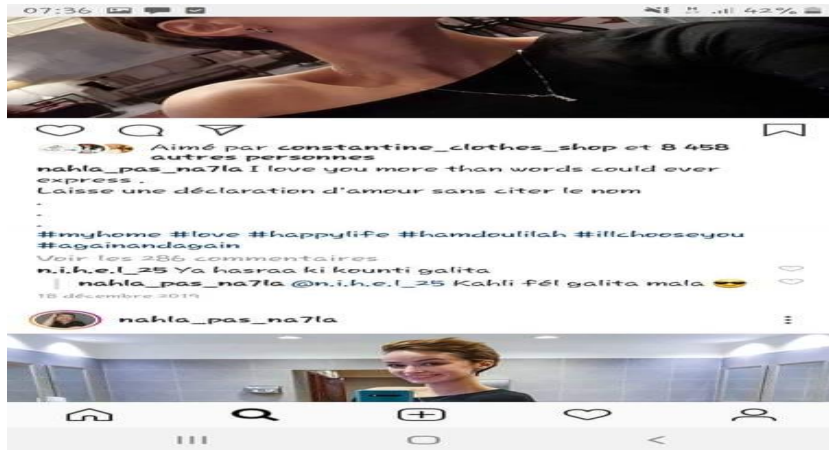 07:36 42%
Aimé par constantine_clothes_shop et 8 458
autres personnes
nahla_pas_na7la I love you more than words could ever
express .
Laisse une déclaration d'amour sans citer le nom
.
.
.
#myhome #love #happylife #hamdoulilah #illchooseyou
#againandagain
Voir les 286 commentaires
n.i.h.e.l_25 Ya hasraa ki kounti galita
nahla_pas_na7la @n.i.h.e.l_25 Kahli fél galita mala 😎
18 décembre 2019
nahla_pas_na7la